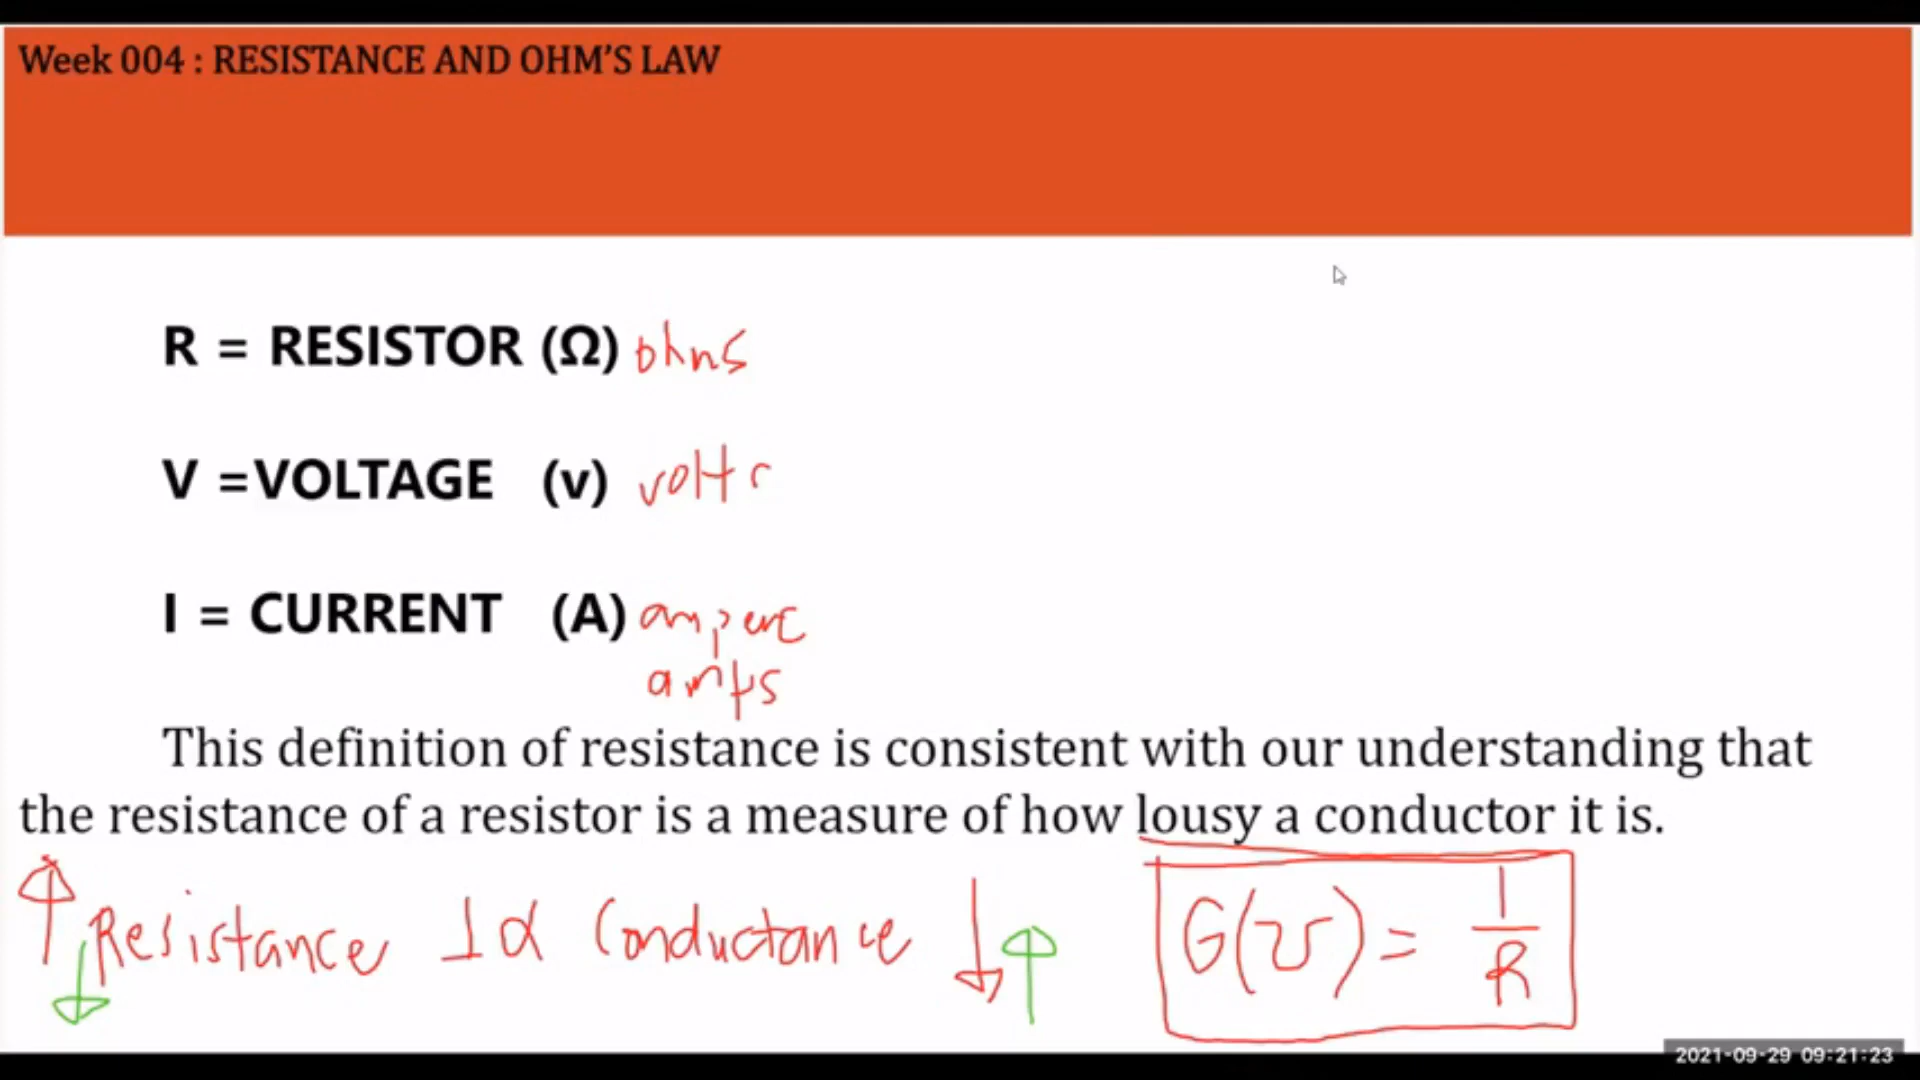 Week 004 : RESISTANCE AND OHM'S LAW
R = RESISTOR (Ω) ohns
V =VOLTAGE (v) volts
I = CURRENT (A) ampere
amps
This definition of resistance is consistent with our understanding that
the resistance of a resistor is a measure of how lousy a conductor it is.
↑ ↓ Resistance ⊥ α Conductance ↓ ↑
G(℧) = 1/R
2021-09-29 09:21:23